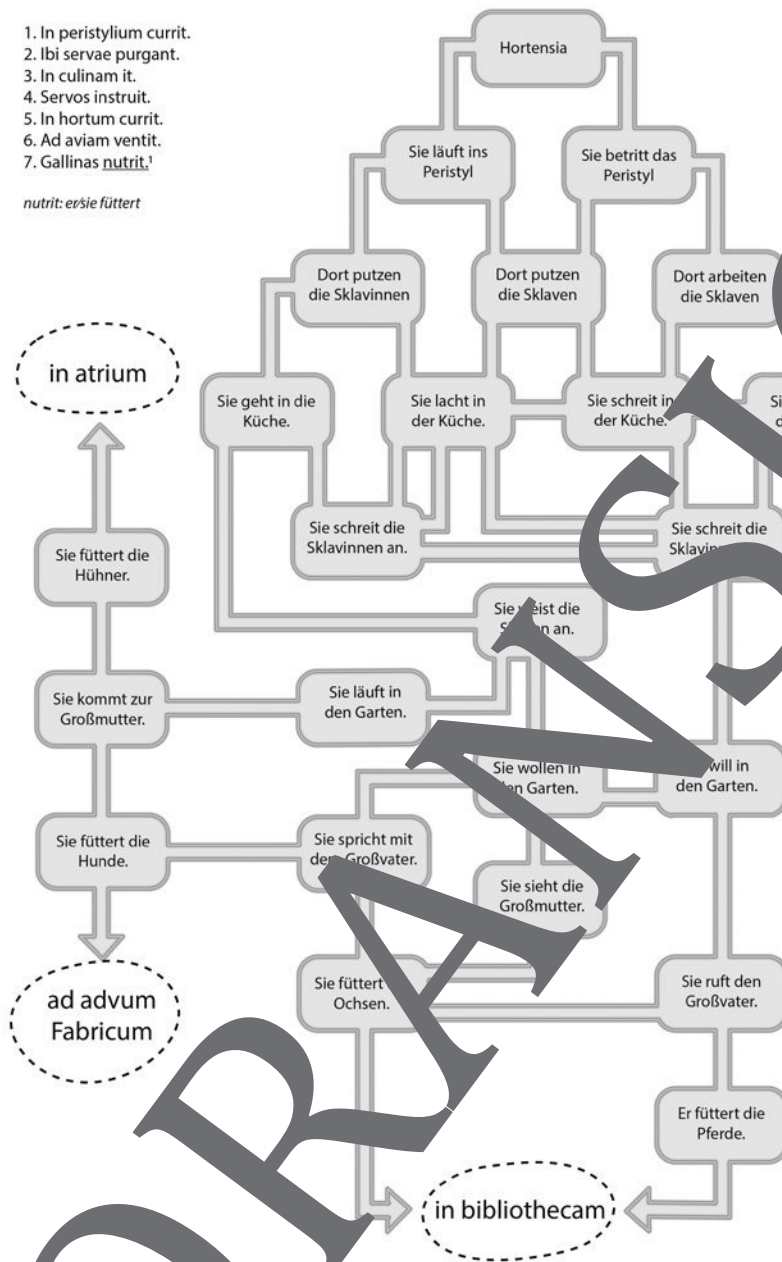 1. In peristylium currit.
2. Ibi servae purgant.
3. In culinam it.
4. Servos instruit.
5. In hortum currit.
6. Ad aviam ventit.
7. Gallinas nutrit.¹
nutrit: er/sie füttert
Hortensia
Sie läuft ins
Peristyl
Sie betritt das
Peristyl
Dort putzen
die Sklavinnen
Dort putzen
die Sklaven
Dort arbeiten
die Sklaven
in atrium
Sie geht in die
Küche.
Sie lacht in
der Küche.
Sie schreit in
der Küche.
Sie schreit die
Sklavinnen an.
Sie schreit die
Sie füttert die
Hühner.
Sie die
an.
Sie kommt zur
Großmutter.
Sie läuft in
den Garten.
Sie wollen in
den Garten.
will in
den Garten.
Sie füttert die
Hunde.
Sie spricht mit
Großvater.
Sie sieht die
Großmutter.
ad advum
Fabricum
Sie füttert
Ochsen.
Sie ruft den
Großvater.
Er füttert die
Pferde.
in bibliothecam